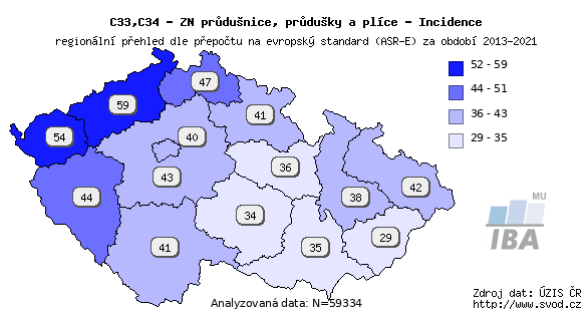 C33,C34 - ZN průdušnice, průdušky a plíce - Incidence
regionální přehled dle přepočtu na evropský standard (ASR-E) za období 2013-2021
52 - 59
44 - 51
36 - 43
29 - 35
47
59
41
54
40
36
43
42
44
38
34
29
41
35
MU
IBA
Analyzovaná data: N=59334
Zdroj dat: ÚZIS ČR
http://www.svod.cz